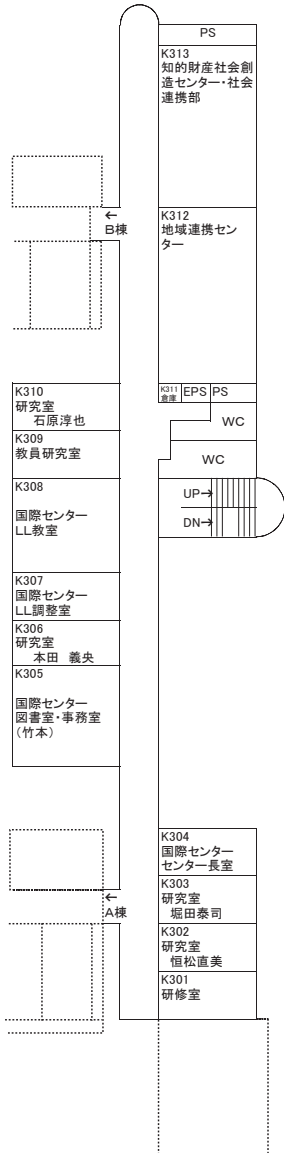 PS
K313
知的財産社会創
造センター・社会
連携部
←
B棟
K312
地域連携セン
ター
K310
研究室
石原淳也
K311
倉庫
EPS
PS
WC
K309
教員研究室
WC
K308
国際センター
LL教室
UP→
DN→
K307
国際センター
LL調整室
K306
研究室
本田 義央
K305
国際センター
図書室・事務室
（竹本）
K304
国際センター
センター長室
←
A棟
K303
研究室
堀田泰司
K302
研究室
恒松直美
K301
研修室